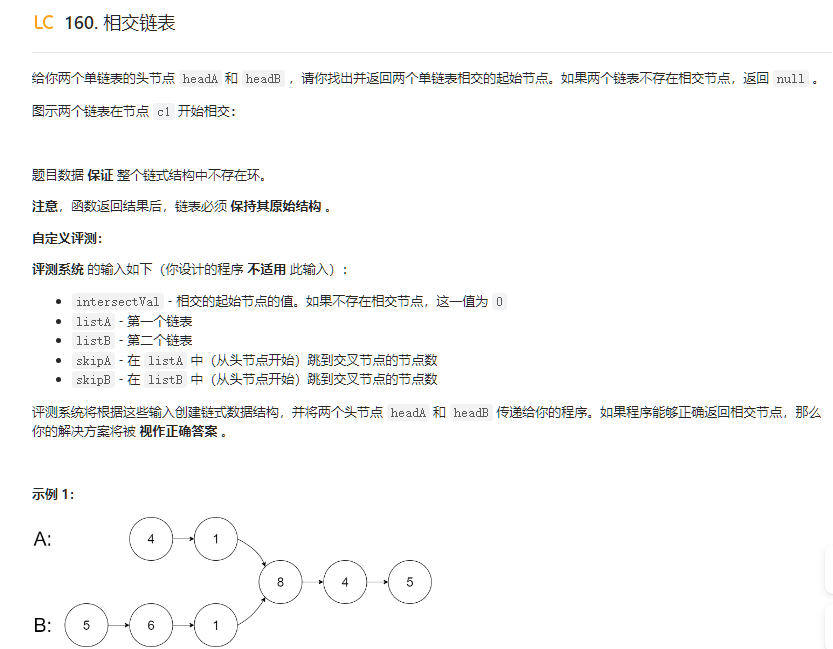 LC 160. 相交链表
给你两个单链表的头节点 headA 和 headB ，请你找出并返回两个单链表相交的起始节点。如果两个链表不存在相交节点，返回 null 。
图示两个链表在节点 c1 开始相交：
题目数据 保证 整个链式结构中不存在环。
注意，函数返回结果后，链表必须 保持其原始结构 。
自定义评测：
评测系统 的输入如下（你设计的程序 不适用 此输入）：
intersectVal - 相交的起始节点的值。如果不存在相交节点，这一值为 0
listA - 第一个链表
listB - 第二个链表
skipA - 在 listA 中（从头节点开始）跳到交叉节点的节点数
skipB - 在 listB 中（从头节点开始）跳到交叉节点的节点数
评测系统将根据这些输入创建链式数据结构，并将两个头节点 headA 和 headB 传递给你的程序。如果程序能够正确返回相交节点，那么
你的解决方案将被 视作正确答案 。
示例 1：
A: 4 1
8 4 5
B: 5 6 1